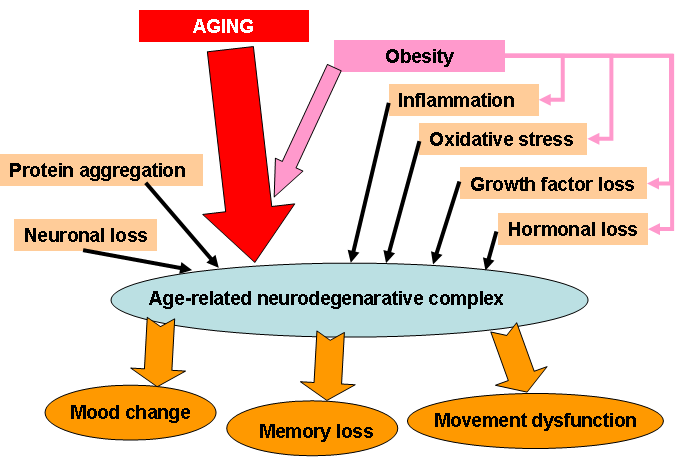 AGING
Obesity
Inflammation
Oxidative stress
Protein aggregation
Growth factor loss
Neuronal loss
Hormonal loss
Age-related neurodegenarative complex
Mood change
Memory loss
Movement dysfunction